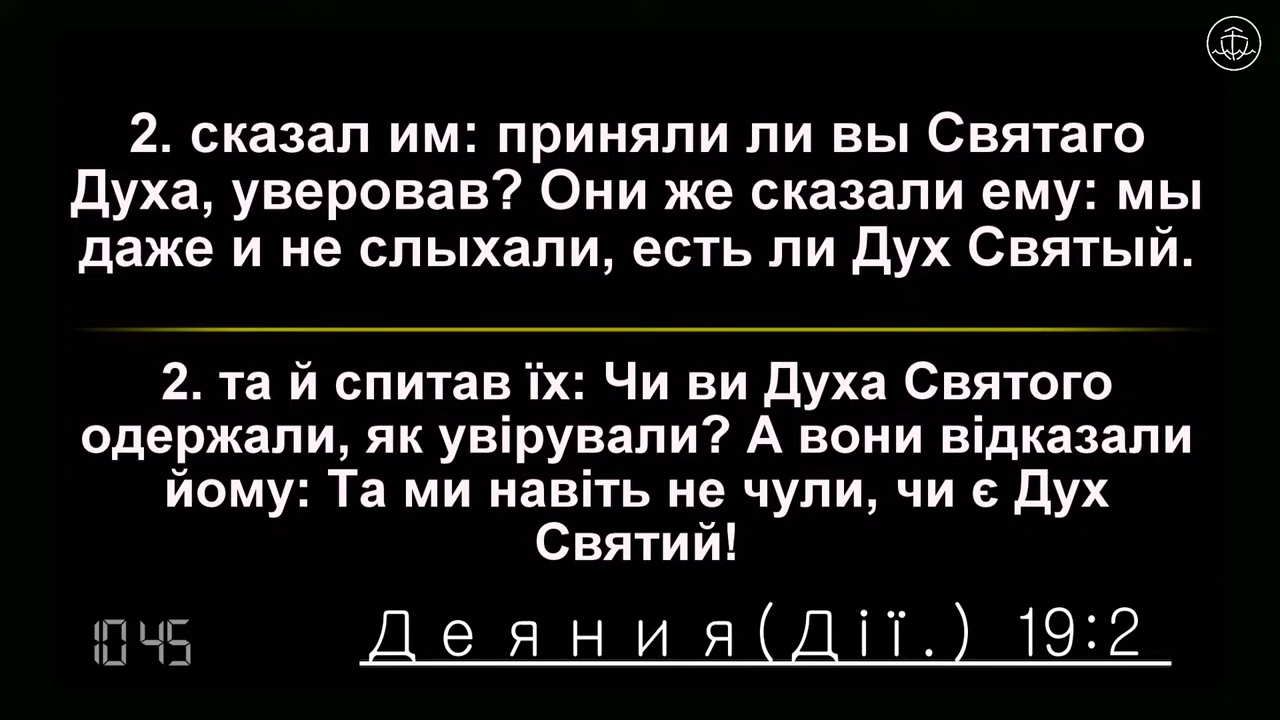 2. сказал им: приняли ли вы Святаго
Духа, уверовав? Они же сказали ему: мы
даже и не слыхали, есть ли Дух Святый.
2. та й спитав їх: Чи ви Духа Святого
одержали, як увірували? А вони відказали
йому: Та ми навіть не чули, чи є Дух
Святий!
10 45
Деяния(Дії.) 19:2